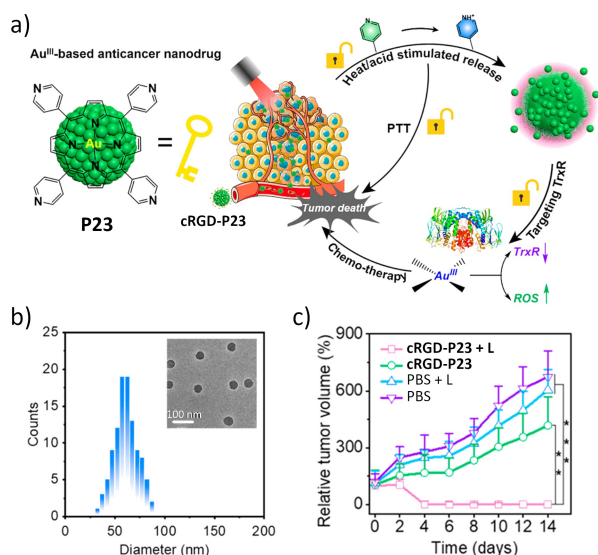 a)
Au^III-based anticancer nanodrug
N
N
N
N
Au
N
N
N
N
=
P23
cRGD-P23
Tumor death
N
NH⁺
Heat/acid stimulated release
PTT
Targeting TrxR
Chemo-therapy
Au^III
TrxR ↓
ROS ↑
b)
Counts
25
20
15
10
5
0
100 nm
0 50 100 150 200
Diameter (nm)
c)
Relative tumor volume (%)
900
600
300
0
cRGD-P23 + L
cRGD-P23
PBS + L
PBS
* * *
* *
0 2 4 6 8 10 12 14
Time (days)